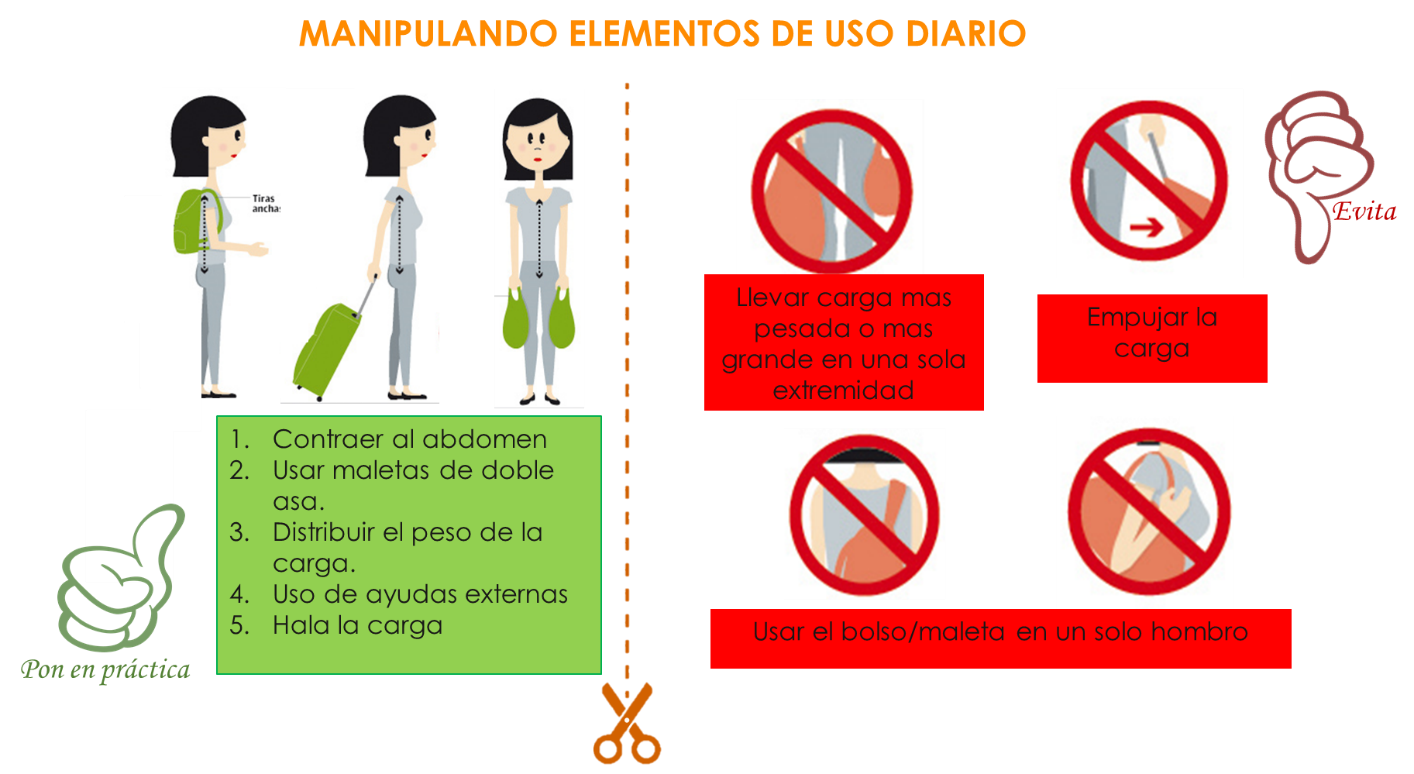 MANIPULANDO ELEMENTOS DE USO DIARIO
Tiras
ancha:
1. Contraer al abdomen
2. Usar maletas de doble
asa.
3. Distribuir el peso de la
carga.
4. Uso de ayudas externas
5. Hala la carga
Pon en práctica
Evita
Llevar carga mas
pesada o mas
grande en una sola
extremidad
Empujar la
carga
Usar el bolso/maleta en un solo hombro